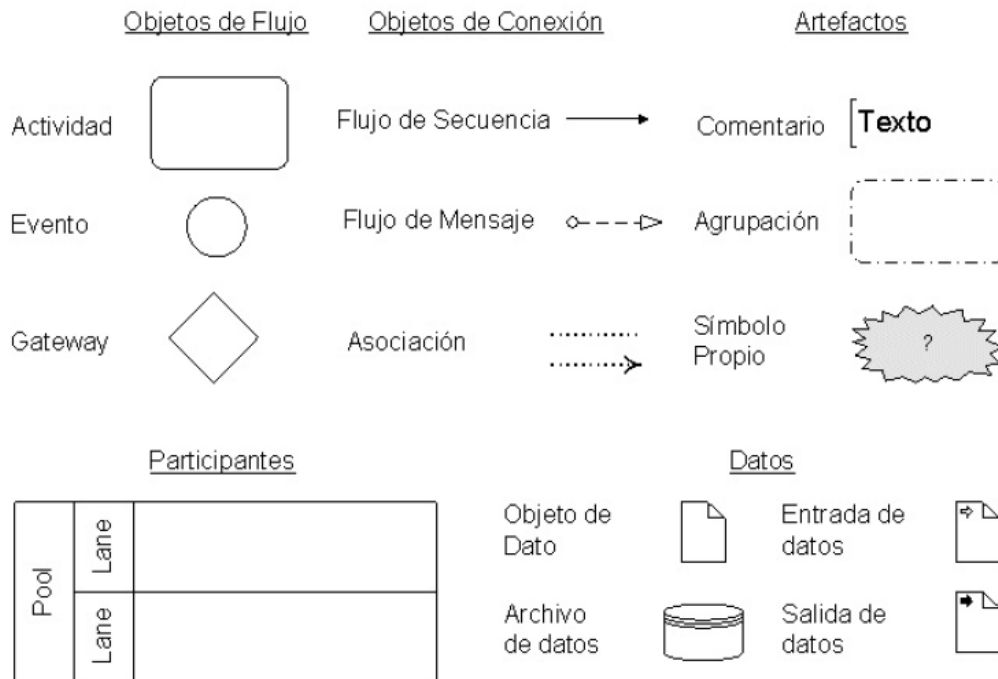 Objetos de Flujo
Objetos de Conexión
Artefactos
Actividad
Flujo de Secuencia
Comentario
Texto
Evento
Flujo de Mensaje
Agrupación
Gateway
Asociación
Símbolo
Propio
?
Participantes
Datos
Pool
Lane
Lane
Objeto de
Dato
Entrada de
datos
Archivo
de datos
Salida de
datos